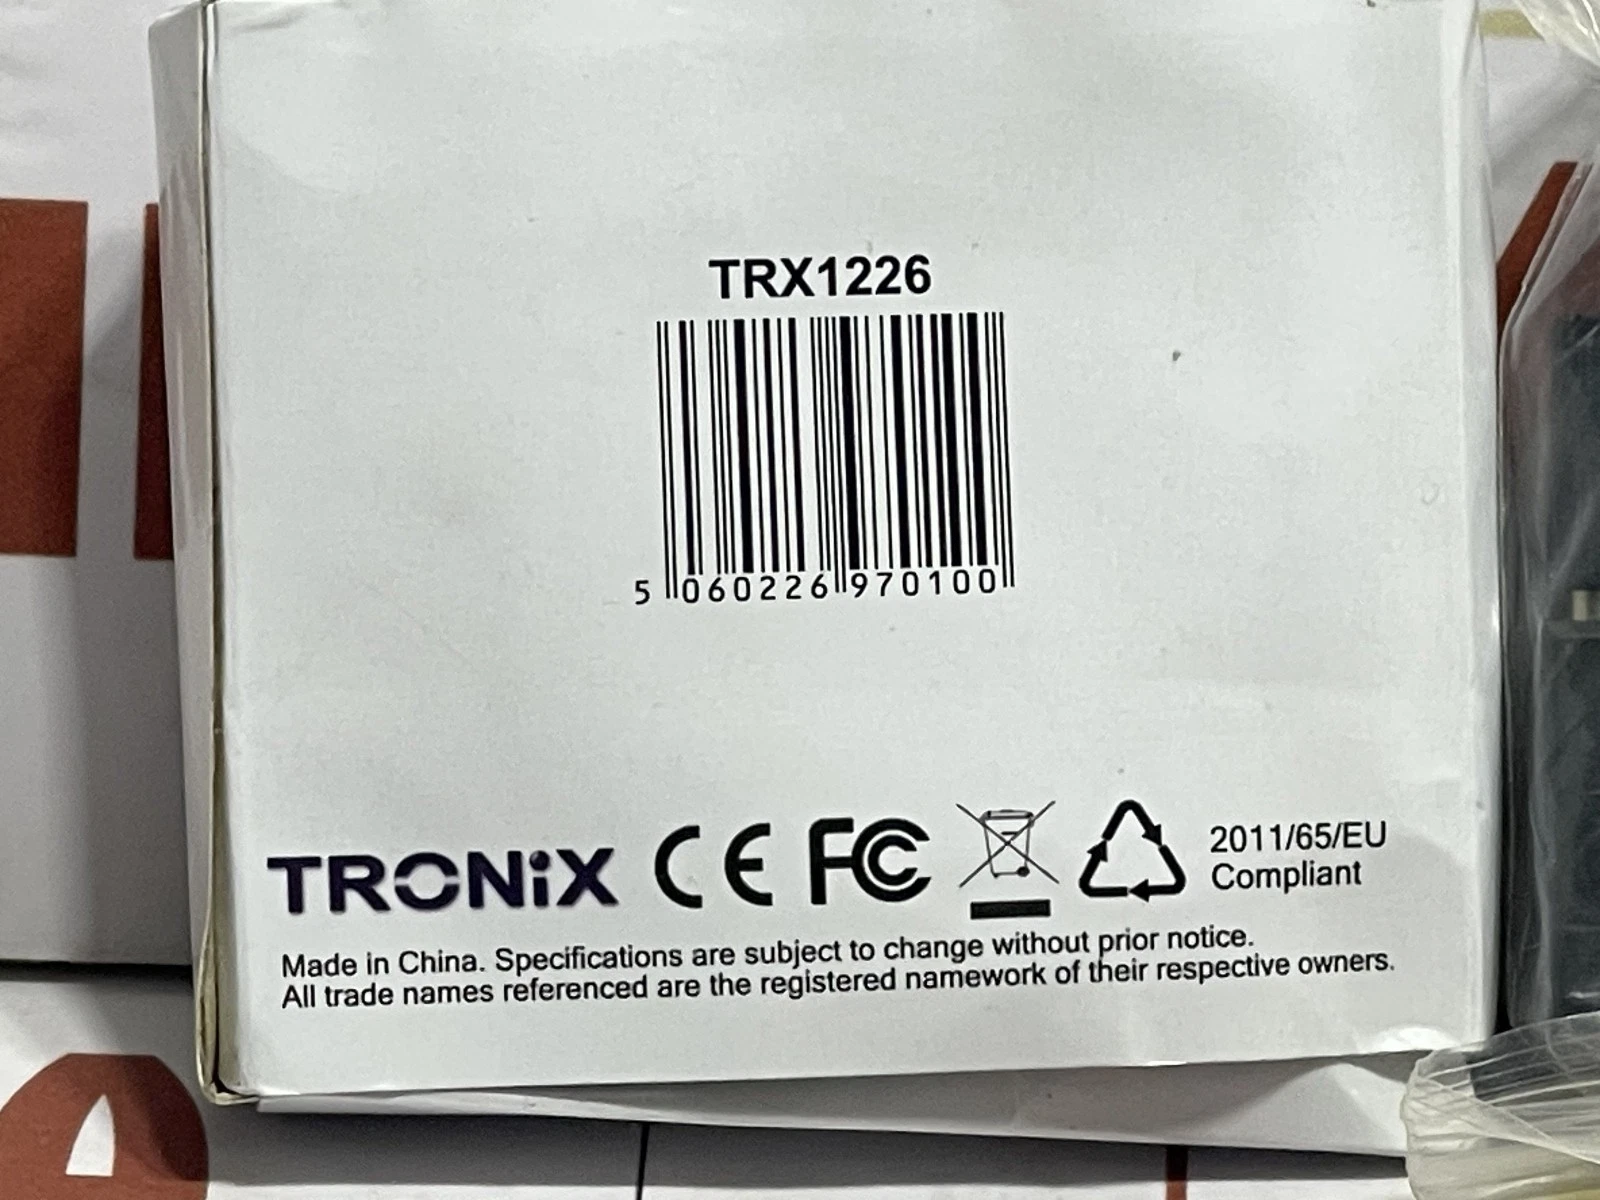 TRX1226
5 060226 970100
TRONiX CE FC 2011/65/EU
Compliant
Made in China. Specifications are subject to change without prior notice.
All trade names referenced are the registered namework of their respective owners.